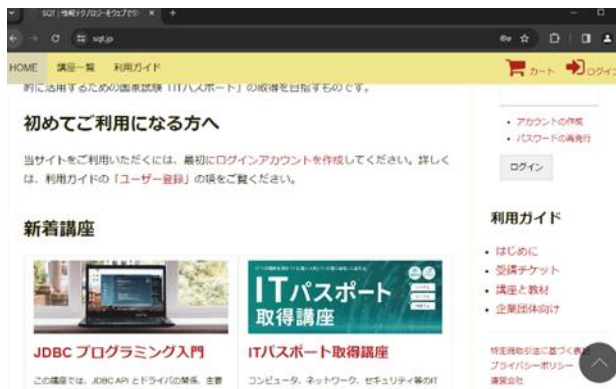 SQT | 情報テクノロジーをウェブで
sqt.jp
HOME 講座一覧 利用ガイド カート ログイン
的に活用するための国家試験「ITパスポート」の取得を目指すものです。
初めてご利用になる方へ
当サイトをご利用いただくには、最初にログインアカウントを作成してください。詳しく
は、利用ガイドの「ユーザー登録」の項をご覧ください。
新着講座
ITパスポート
取得講座
JDBC プログラミング入門
ITパスポート取得講座
この講座では、JDBC API とドライバの関係、主要
コンピュータ、ネットワーク、セキュリティ等のIT
アカウントの作成
パスワードの再発行
ログイン
利用ガイド
はじめに
受講チケット
講座と教材
企業団体向け
特定商取引法に基づく表
プライバシーポリシー
運営会社